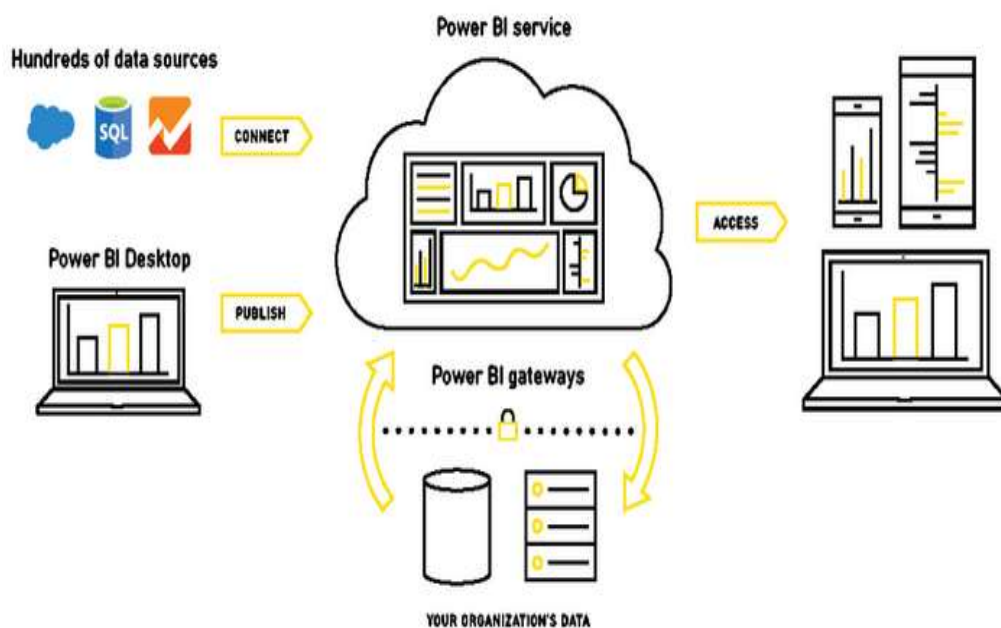 Power BI service
Hundreds of data sources
SQL
CONNECT
ACCESS
Power BI Desktop
PUBLISH
Power BI gateways
YOUR ORGANIZATION'S DATA